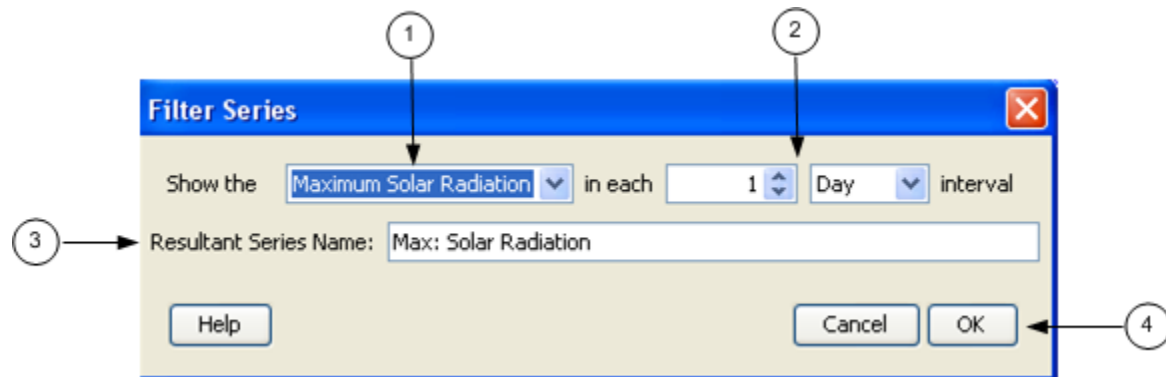 1
2
Filter Series
Show the Maximum Solar Radiation in each 1 Day interval
3
Resultant Series Name: Max: Solar Radiation
Help Cancel OK
4